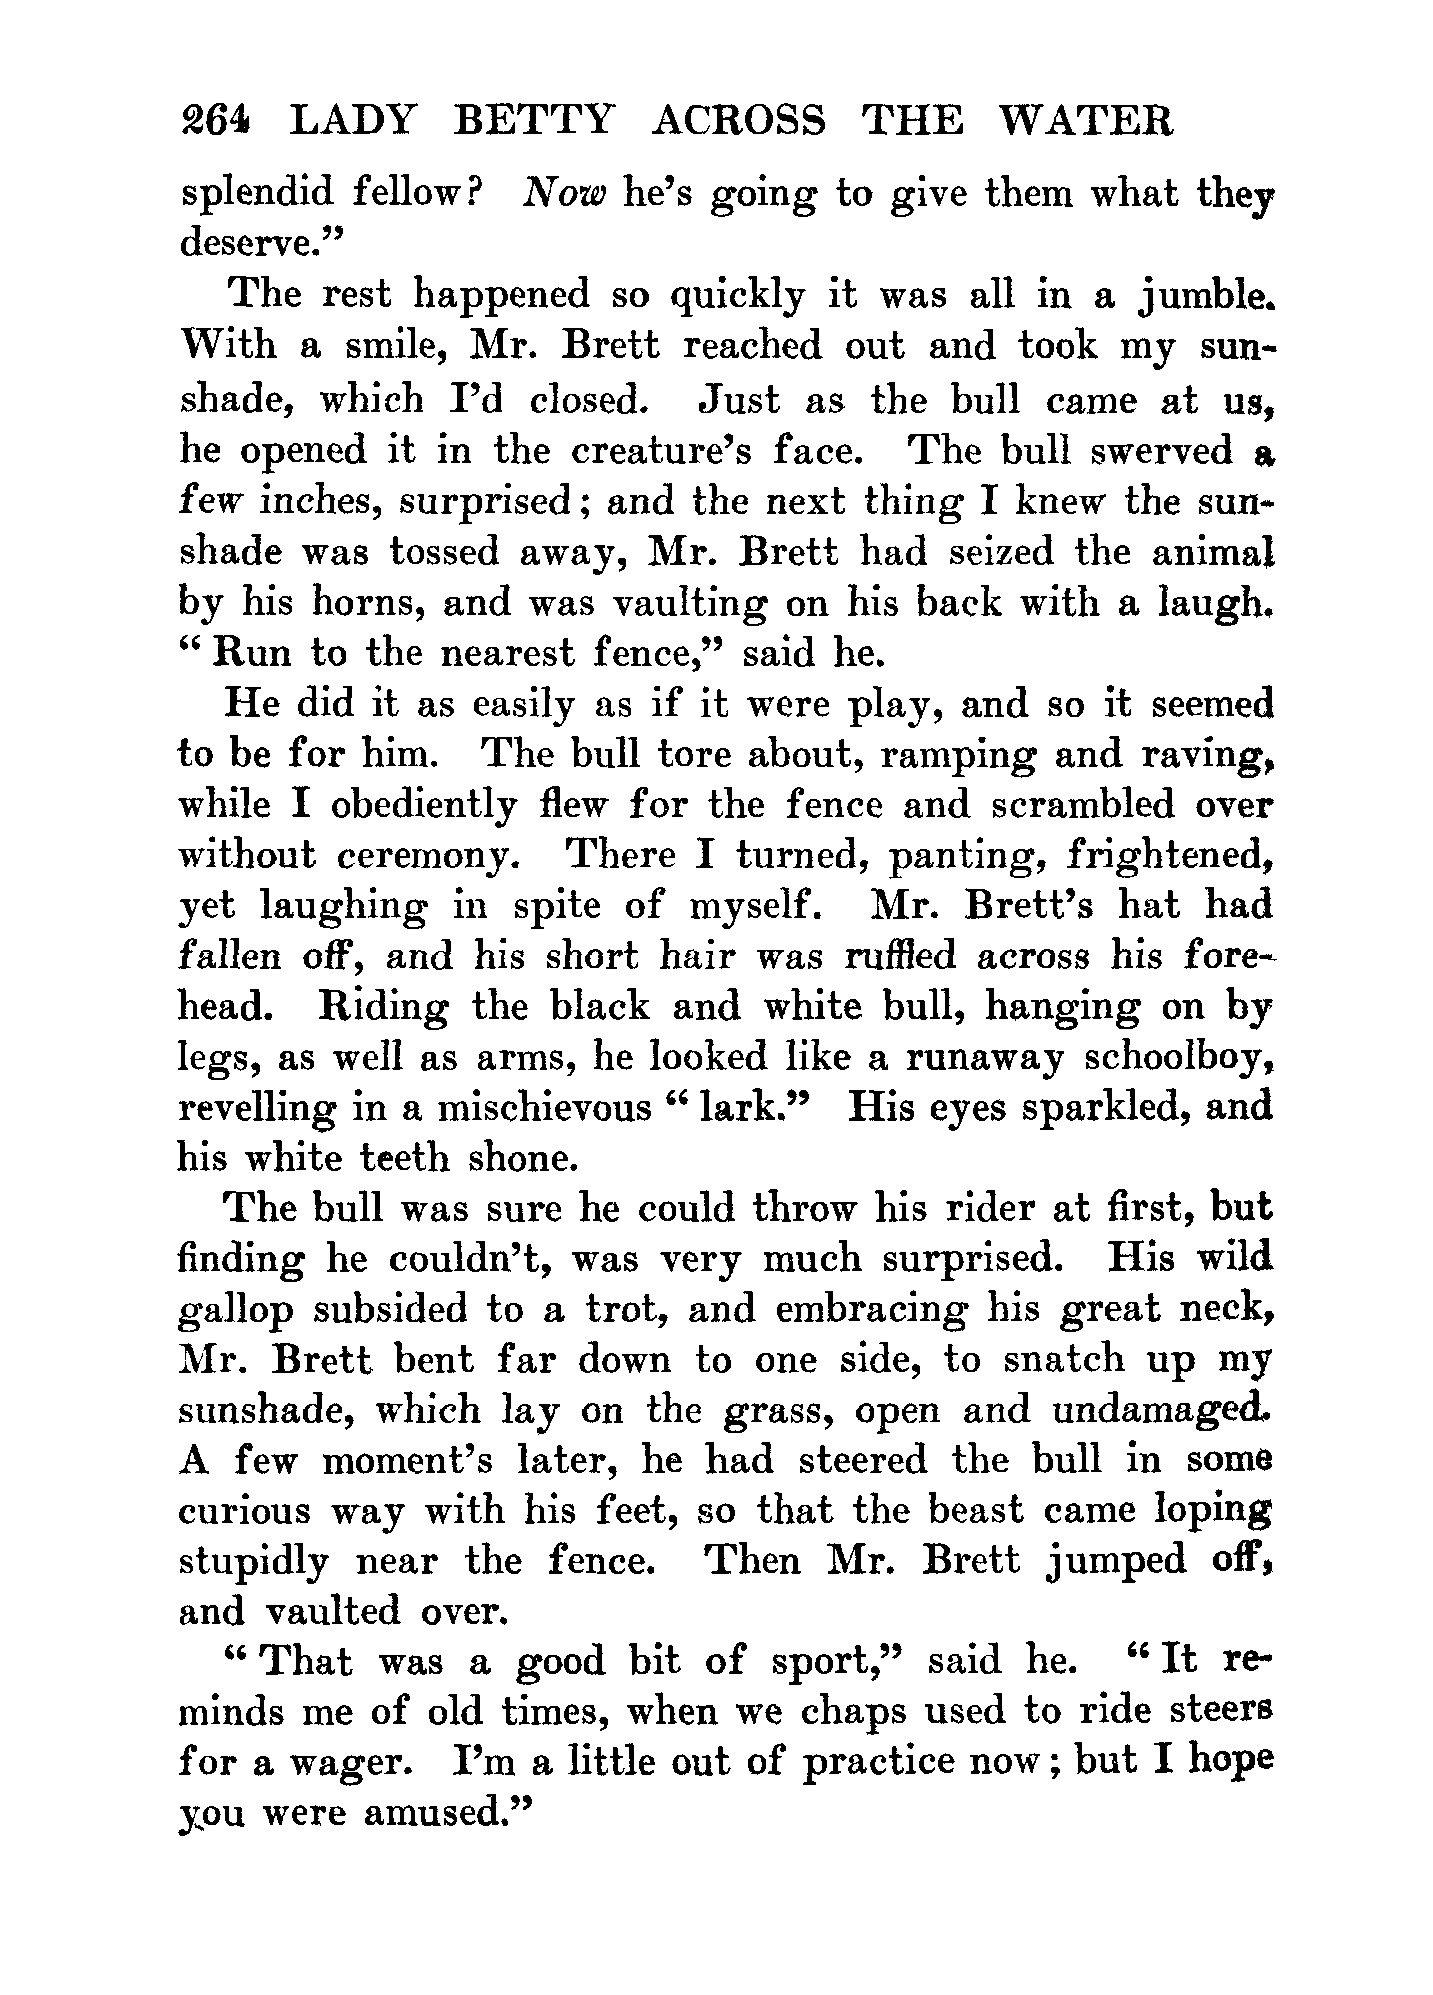 264 LADY BETTY ACROSS THE WATER
splendid fellow? Now he's going to give them what they
deserve."
The rest happened so quickly it was all in a jumble.
With a smile, Mr. Brett reached out and took my sun-
shade, which I'd closed. Just as the bull came at us,
he opened it in the creature's face. The bull swerved a
few inches, surprised; and the next thing I knew the sun-
shade was tossed away, Mr. Brett had seized the animal
by his horns, and was vaulting on his back with a laugh.
"Run to the nearest fence," said he.
He did it as easily as if it were play, and so it seemed
to be for him. The bull tore about, ramping and raving,
while I obediently flew for the fence and scrambled over
without ceremony. There I turned, panting, frightened,
yet laughing in spite of myself. Mr. Brett's hat had
fallen off, and his short hair was ruffled across his fore-
head. Riding the black and white bull, hanging on by
legs, as well as arms, he looked like a runaway schoolboy,
revelling in a mischievous "lark." His eyes sparkled, and
his white teeth shone.
The bull was sure he could throw his rider at first, but
finding he couldn't, was very much surprised. His wild
gallop subsided to a trot, and embracing his great neck,
Mr. Brett bent far down to one side, to snatch up my
sunshade, which lay on the grass, open and undamaged.
A few moment's later, he had steered the bull in some
curious way with his feet, so that the beast came loping
stupidly near the fence. Then Mr. Brett jumped off,
and vaulted over.
"That was a good bit of sport," said he. "It re-
minds me of old times, when we chaps used to ride steers
for a wager. I'm a little out of practice now; but I hope
you were amused."